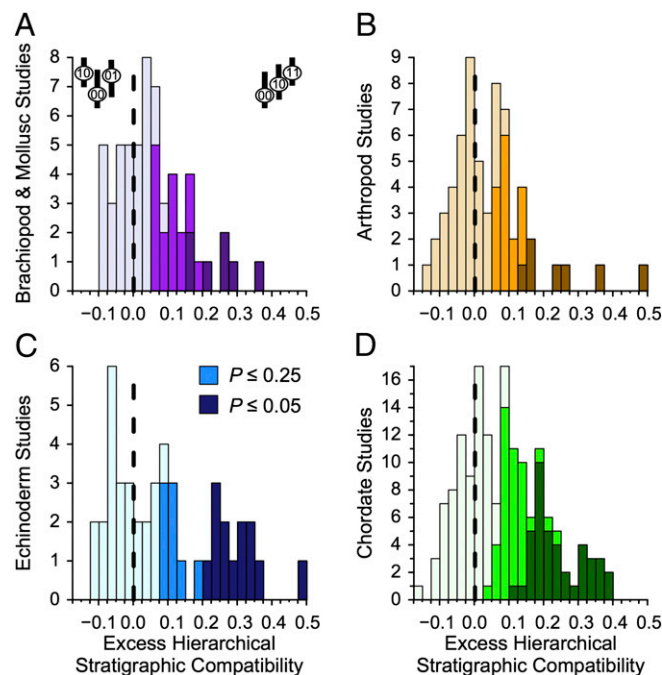 A
Brachiopod & Mollusc Studies
8
7
6
5
4
3
2
1
0
10
00
01
00
10
11
−0.1 0.0 0.1 0.2 0.3 0.4 0.5
B
Arthropod Studies
9
8
7
6
5
4
3
2
1
0
−0.1 0.0 0.1 0.2 0.3 0.4 0.5
C
Echinoderm Studies
6
5
4
3
2
1
0
P ≤ 0.25
P ≤ 0.05
−0.1 0.0 0.1 0.2 0.3 0.4 0.5
Excess Hierarchical
Stratigraphic Compatibility
D
Chordate Studies
16
14
12
10
8
6
4
2
0
−0.1 0.0 0.1 0.2 0.3 0.4 0.5
Excess Hierarchical
Stratigraphic Compatibility